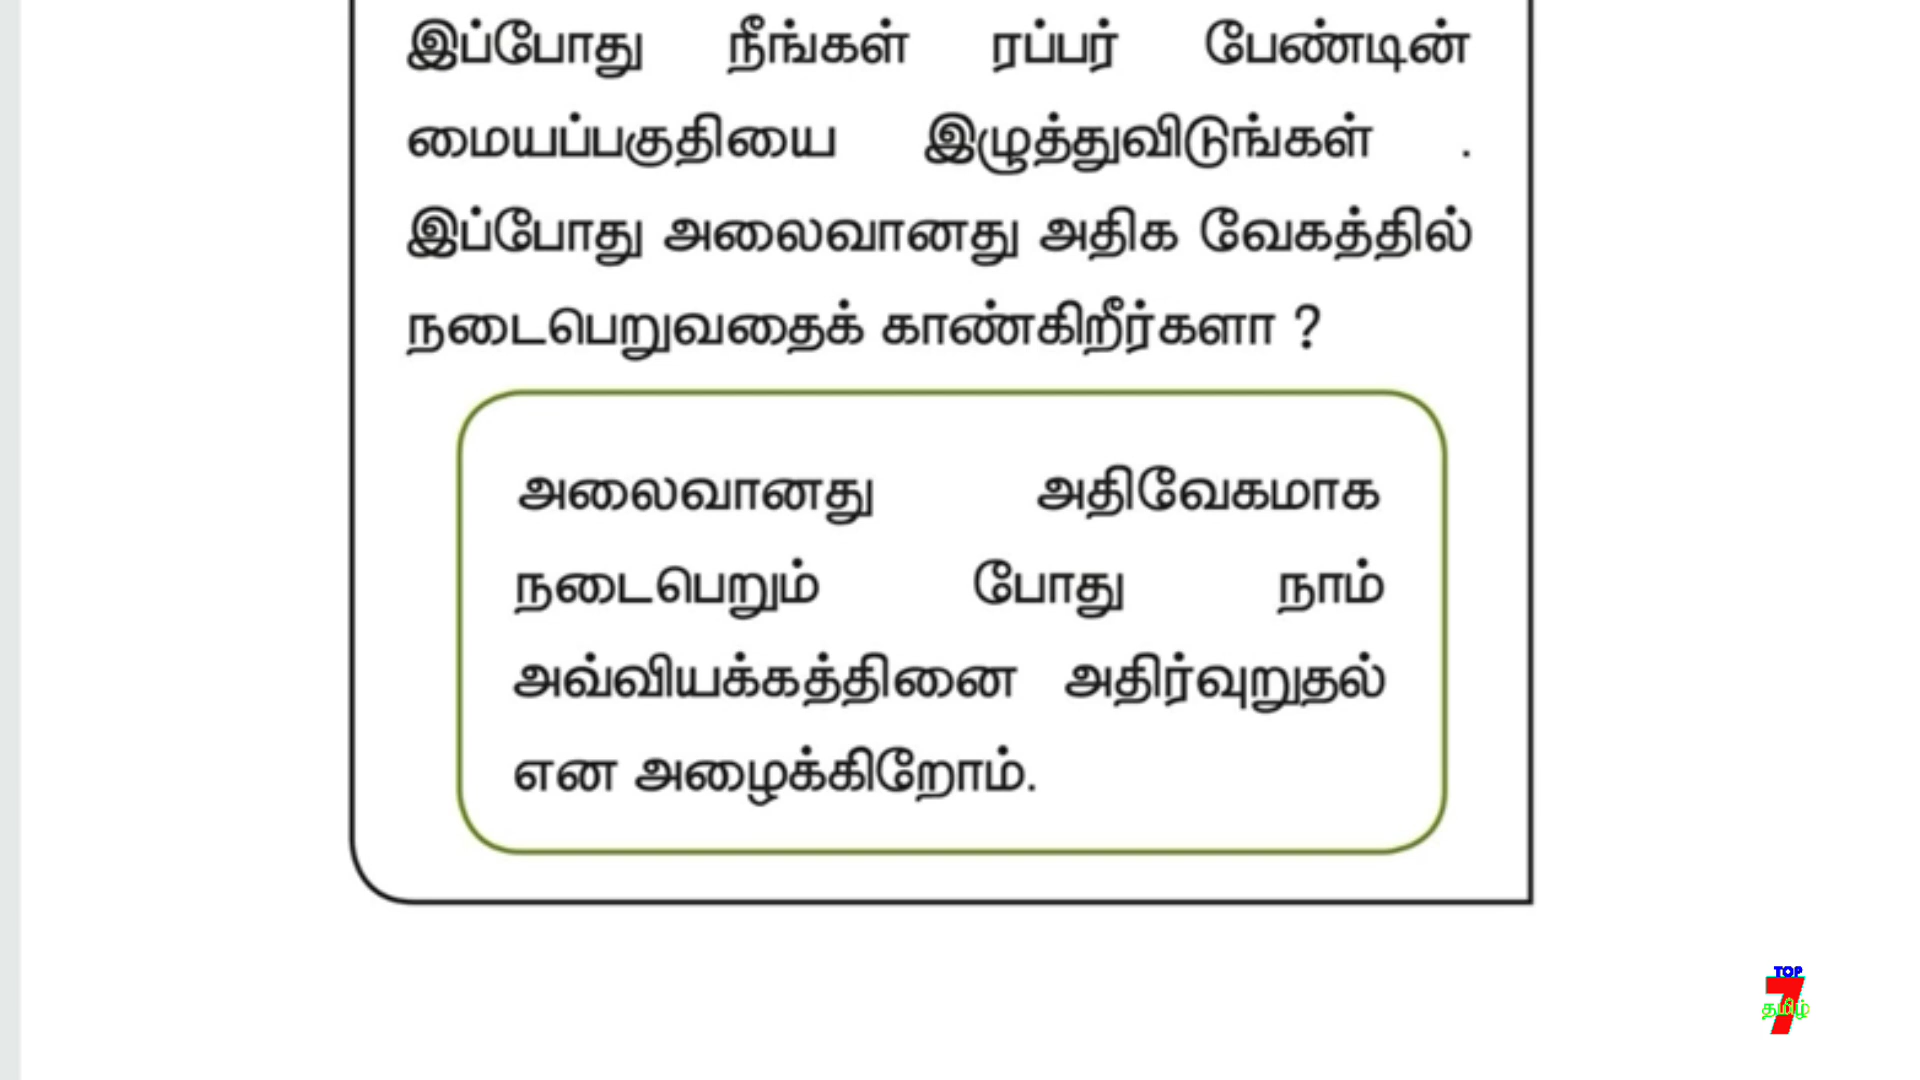 இப்போது நீங்கள் ரப்பர் பேண்டின்
மையப்பகுதியை இழுத்துவிடுங்கள் .
இப்போது அலைவானது அதிக வேகத்தில்
நடைபெறுவதைக் காண்கிறீர்களா ?
அலைவானது அதிவேகமாக
நடைபெறும் போது நாம்
அவ்வியக்கத்தினை அதிர்வுறுதல்
என அழைக்கிறோம்.
TOP
7
தமிழ்